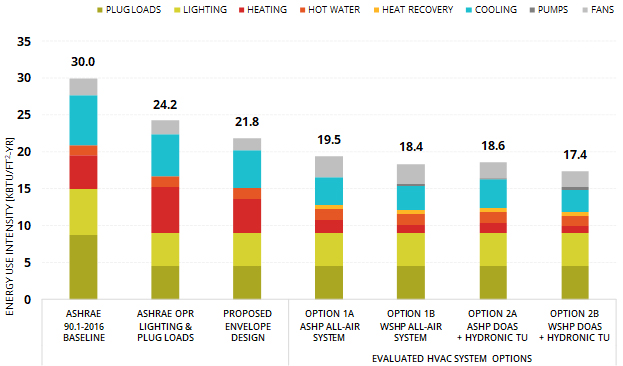 PLUG LOADS LIGHTING HEATING HOT WATER HEAT RECOVERY COOLING PUMPS FANS
ENERGY USE INTENSITY [KBTU/FT²-YR]
35
30
25
20
15
10
5
0
30.0
24.2
21.8
19.5
18.4
18.6
17.4
ASHRAE
90.1-2016
BASELINE
ASHRAE OPR
LIGHTING &
PLUG LOADS
PROPOSED
ENVELOPE
DESIGN
OPTION 1A
ASHP ALL-AIR
SYSTEM
OPTION 1B
WSHP ALL-AIR
SYSTEM
OPTION 2A
ASHP DOAS
+ HYDRONIC TU
OPTION 2B
WSHP DOAS
+ HYDRONIC TU
EVALUATED HVAC SYSTEM OPTIONS